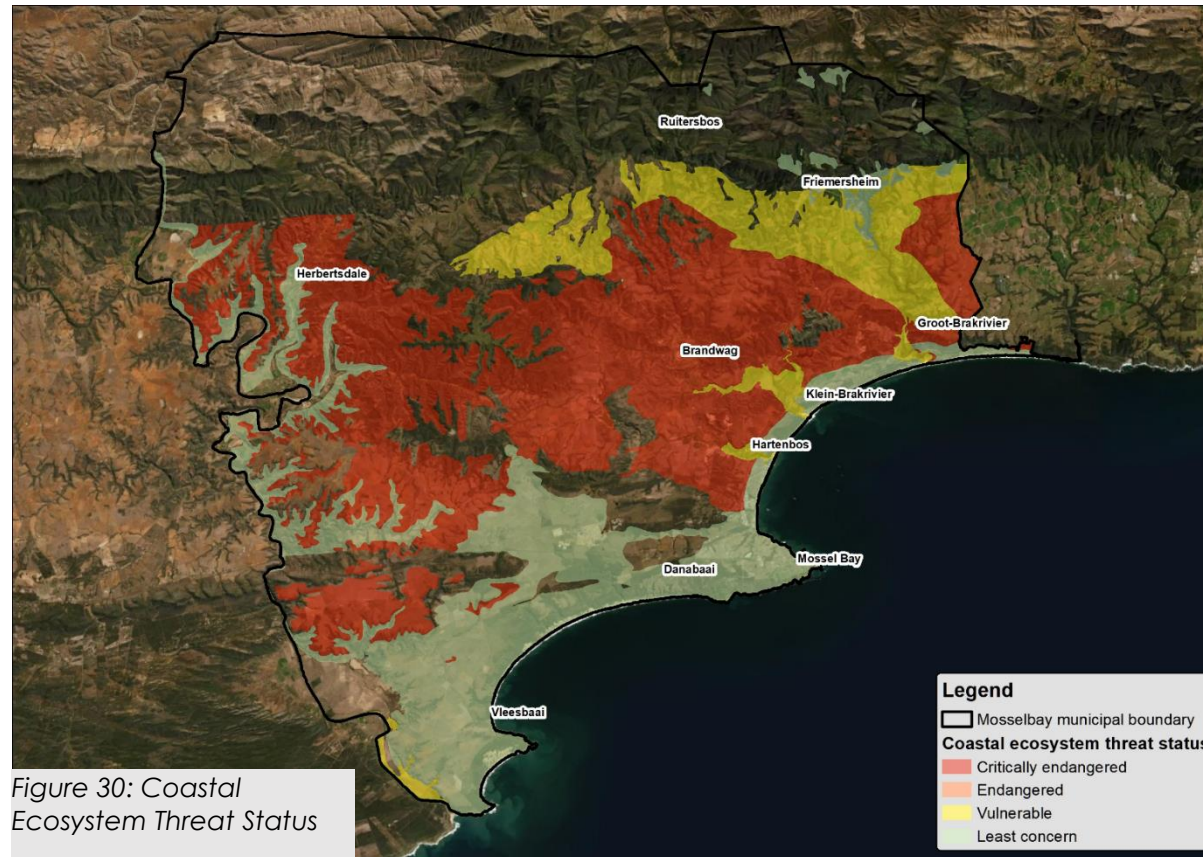 Ruitersbos
Friemersheim
Herbertsdale
Groot-Brakrivier
Brandwag
Klein-Brakrivier
Hartenbos
Mossel Bay
Danabaai
Vleesbaai
Legend
Mosselbay municipal boundary
Coastal ecosystem threat status
Critically endangered
Endangered
Vulnerable
Least concern
Figure 30: Coastal
Ecosystem Threat Status